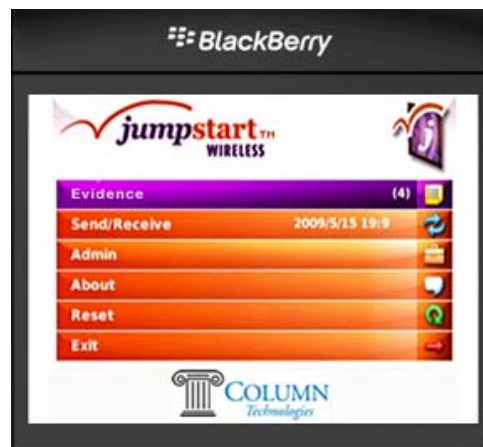 BlackBerry
jumpstart TM
WIRELESS
Evidence (4)
Send/Receive 2009/5/15 19:9
Admin
About
Reset
Exit
COLUMN
Technologies